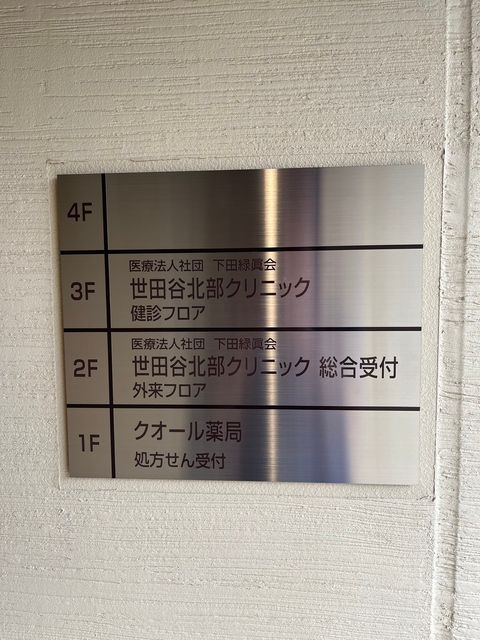 4F
3F
医療法人社団 下田緑眞会
世田谷北部クリニック
健診フロア
2F
医療法人社団 下田緑眞会
世田谷北部クリニック 総合受付
外来フロア
1F
クオール薬局
処方せん受付